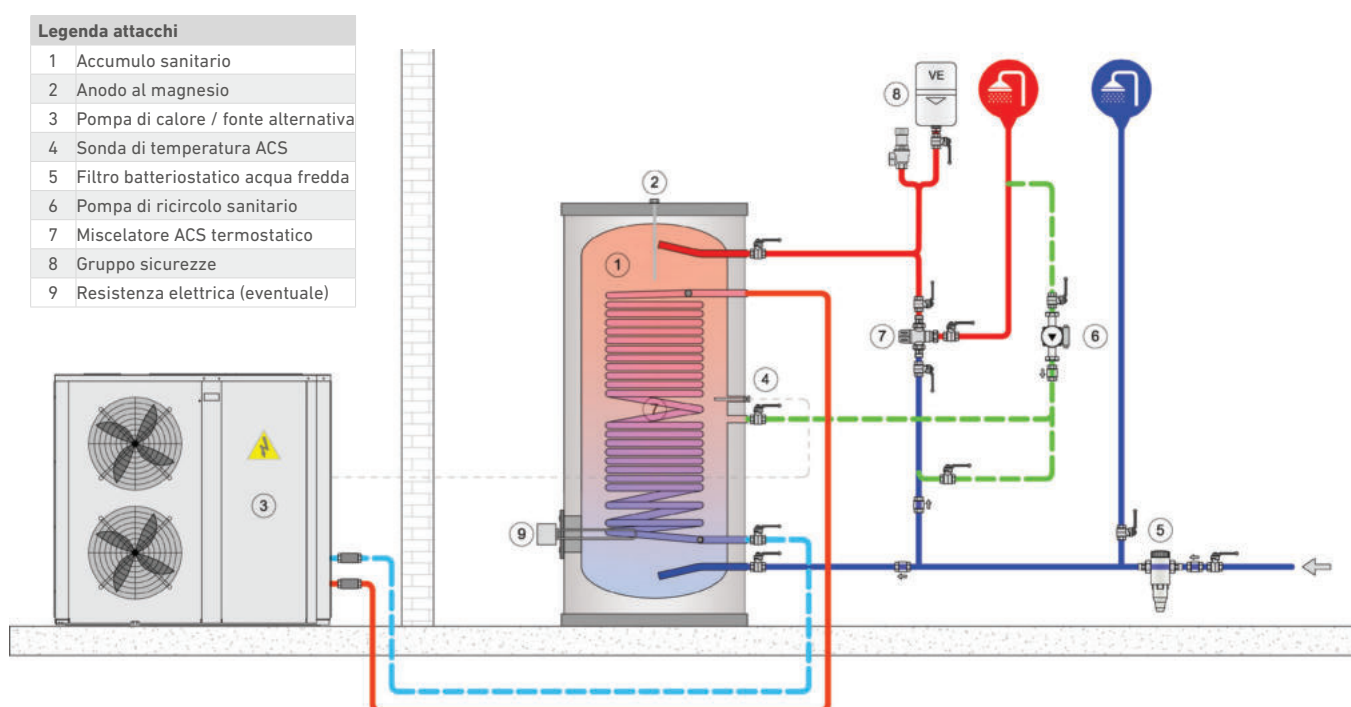 Legenda attacchi
1 Accumulo sanitario
2 Anodo al magnesio
3 Pompa di calore / fonte alternativa
4 Sonda di temperatura ACS
5 Filtro batteriostatico acqua fredda
6 Pompa di ricircolo sanitario
7 Miscelatore ACS termostatico
8 Gruppo sicurezze
9 Resistenza elettrica (eventuale)
VE
8
2
1
7
6
4
7
3
9
5